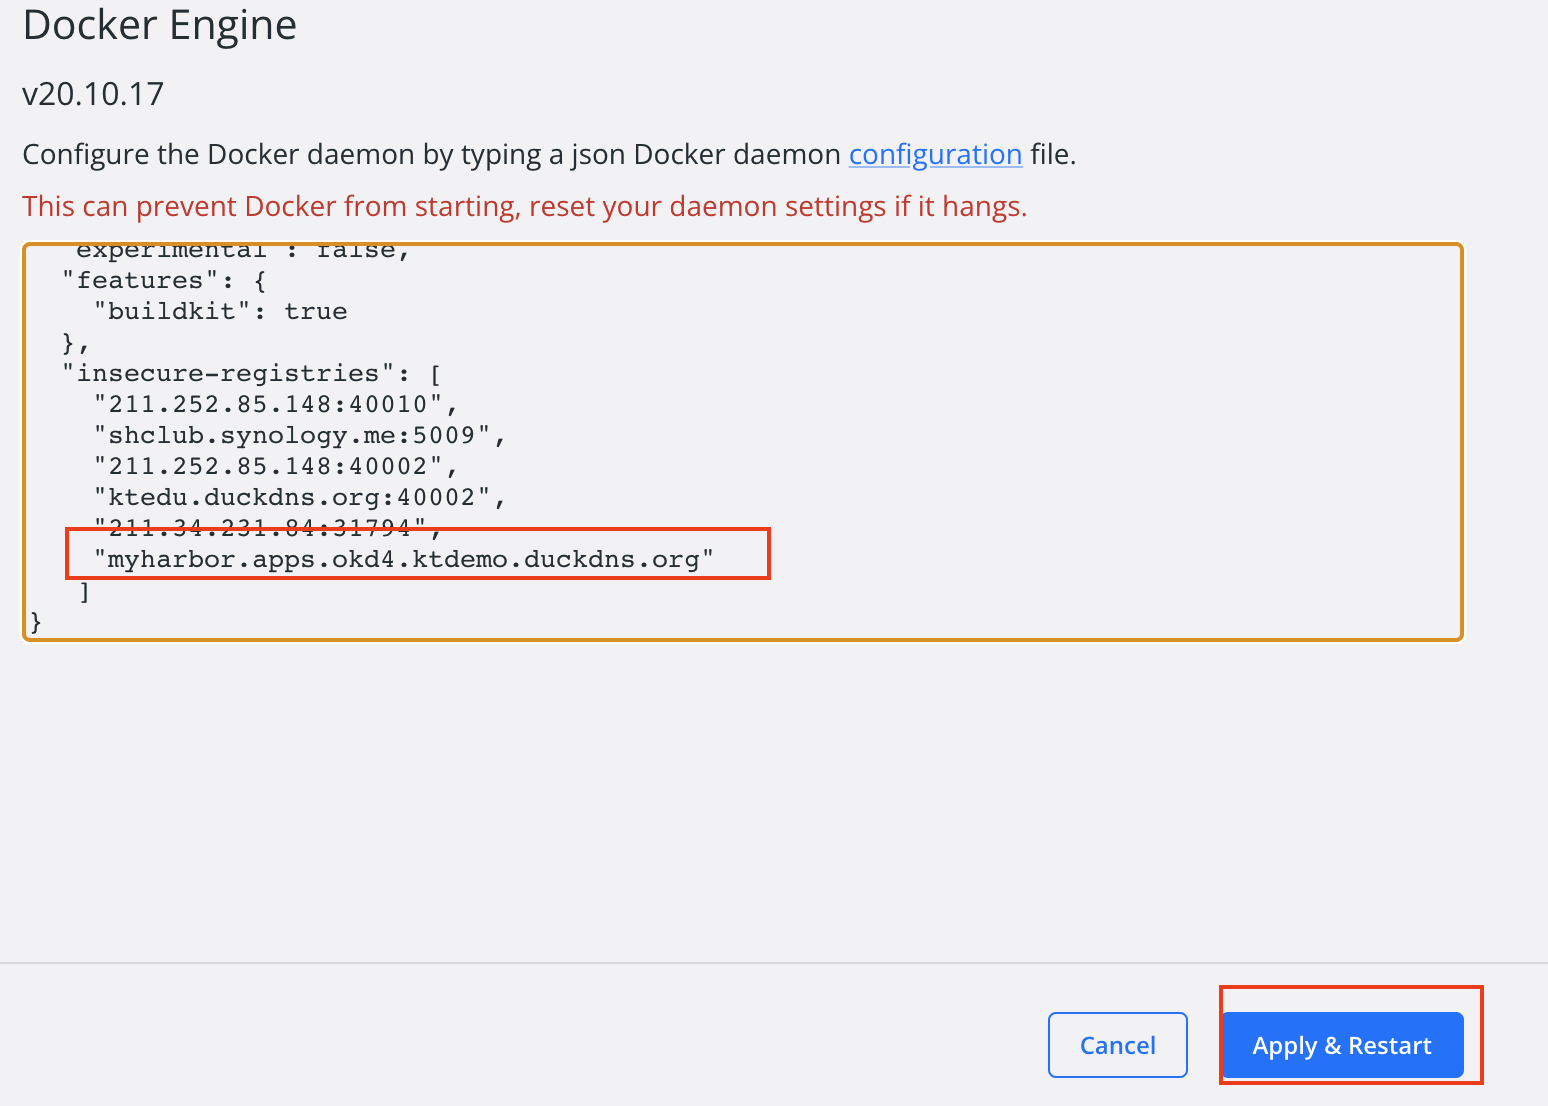 Docker Engine
v20.10.17
Configure the Docker daemon by typing a json Docker daemon configuration file.
This can prevent Docker from starting, reset your daemon settings if it hangs.
"experimental": false,
"features": {
"buildkit": true
},
"insecure-registries": [
"211.252.85.148:40010",
"shclub.synology.me:5009",
"211.252.85.148:40002",
"ktedu.duckdns.org:40002",
"211.34.231.84:31794",
"myharbor.apps.okd4.ktdemo.duckdns.org"
]
}
Cancel
Apply & Restart